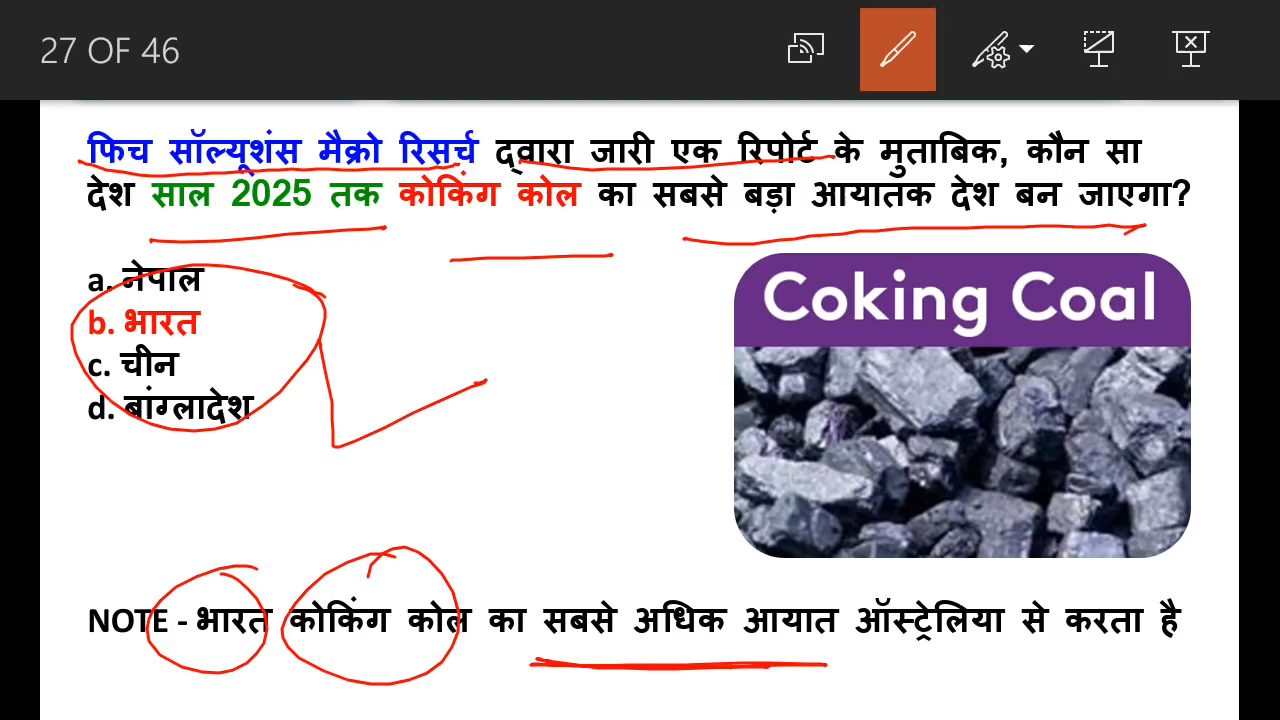 27 OF 46
फिच सॉल्यूशंस मैक्रो रिसर्च द्वारा जारी एक रिपोर्ट के मुताबिक, कौन सा
देश साल 2025 तक कोकिंग कोल का सबसे बड़ा आयातक देश बन जाएगा?
a. नेपाल
b. भारत
c. चीन
d. बांग्लादेश
Coking Coal
NOTE - भारत कोकिंग कोल का सबसे अधिक आयात ऑस्ट्रेलिया से करता है